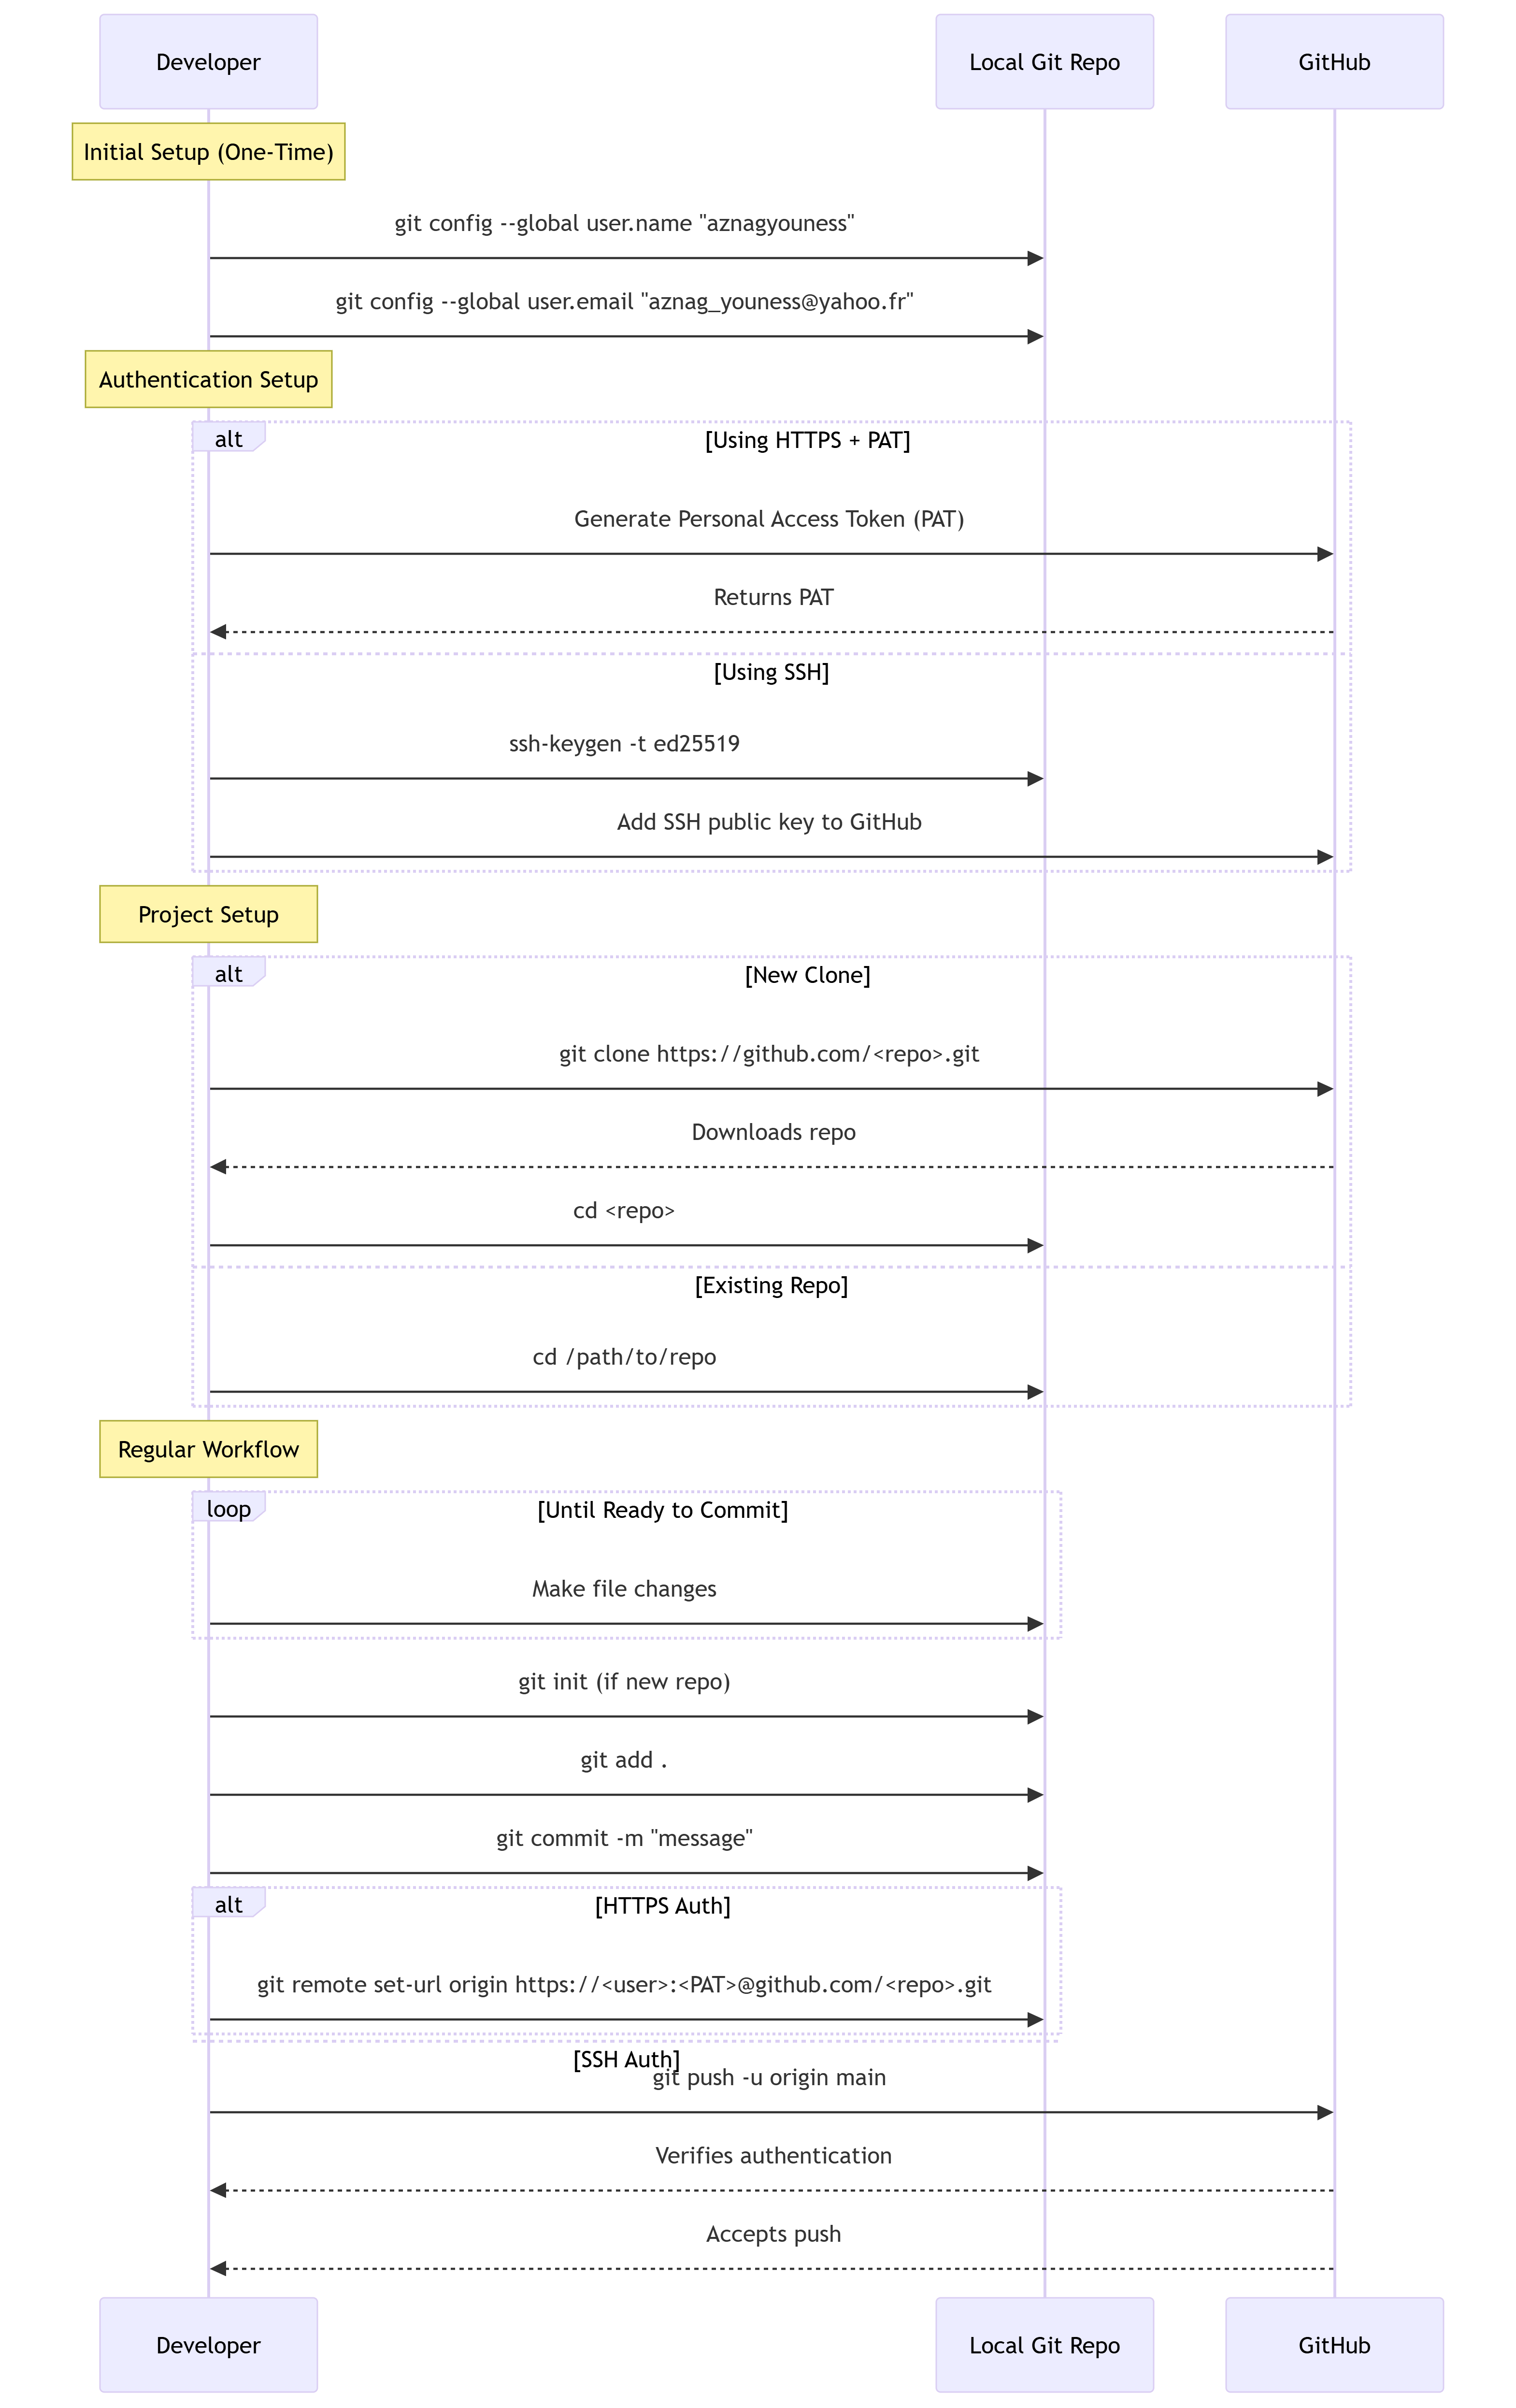 Developer
Local Git Repo
GitHub
Initial Setup (One-Time)
git config --global user.name "aznagyouness"
git config --global user.email "aznag_youness@yahoo.fr"
Authentication Setup
alt
[Using HTTPS + PAT]
Generate Personal Access Token (PAT)
Returns PAT
[Using SSH]
ssh-keygen -t ed25519
Add SSH public key to GitHub
Project Setup
alt
[New Clone]
git clone https://github.com/<repo>.git
Downloads repo
cd <repo>
[Existing Repo]
cd /path/to/repo
Regular Workflow
loop
[Until Ready to Commit]
Make file changes
git init (if new repo)
git add .
git commit -m "message"
alt
[HTTPS Auth]
git remote set-url origin https://<user>:<PAT>@github.com/<repo>.git
[SSH Auth]
git push -u origin main
Verifies authentication
Accepts push
Developer
Local Git Repo
GitHub